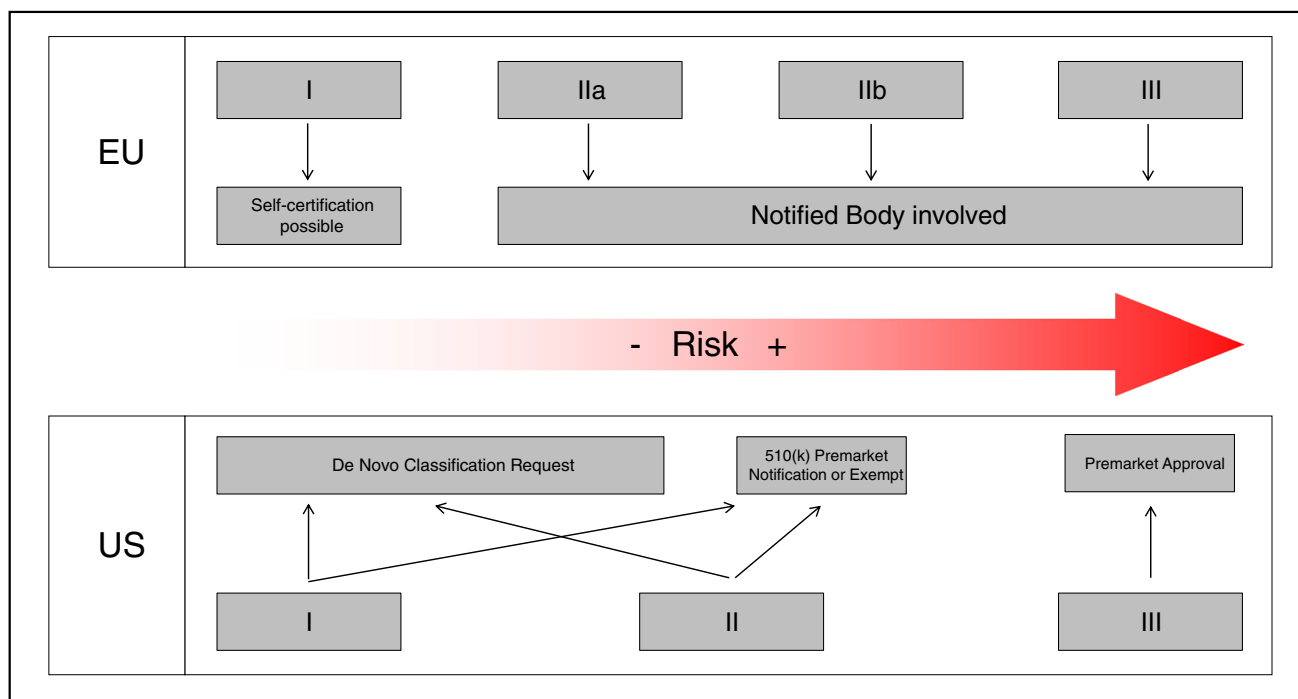 EU
I
IIa
IIb
III
Self-certification
possible
Notified Body involved
- Risk +
US
De Novo Classification Request
510(k) Premarket
Notification or Exempt
Premarket Approval
I
II
III